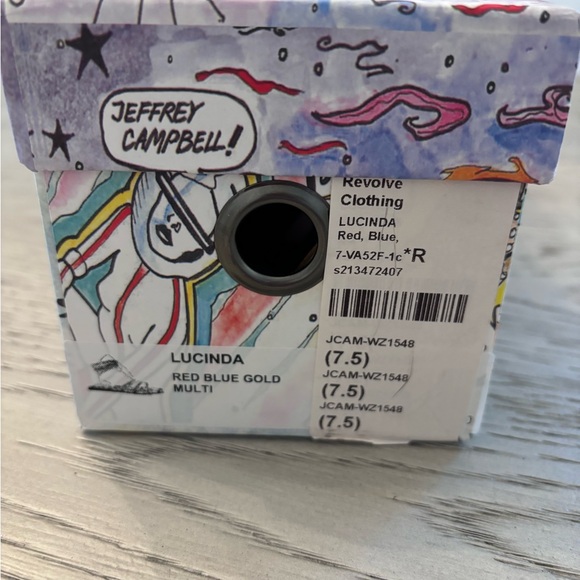 JEFFREY
CAMPBELL!
Revolve
Clothing
LUCINDA
Red, Blue,
7-VA52F-1c*R
s213472407
JCAM-WZ1548
(7.5)
JCAM-WZ1548
(7.5)
JCAM-WZ1548
(7.5)
LUCINDA
RED BLUE GOLD
MULTI